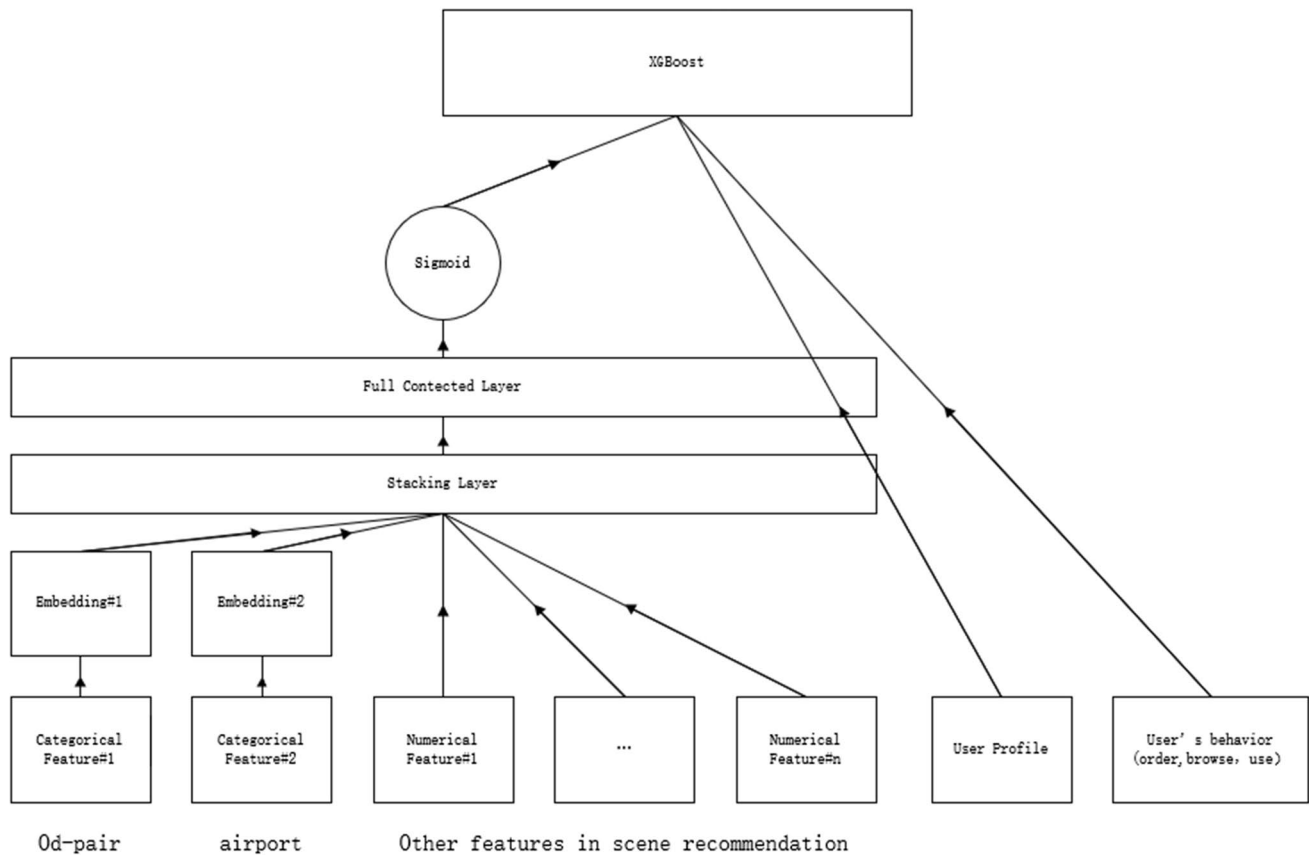 XGBoost
Sigmoid
Full Contected Layer
Stacking Layer
Embedding#1
Embedding#2
Categorical
Feature#1
Categorical
Feature#2
Numerical
Feature#1
...
Numerical
Feature#n
User Profile
User's behavior
(order,browse, use)
Od-pair
airport
Other features in scene recommendation